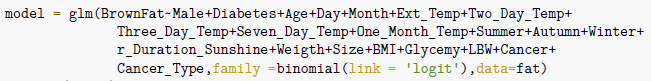 model = glm(BrownFat~Male+Diabetes+Age+Day+Month+Ext_Temp+Two_Day_Temp+
Three_Day_Temp+Seven_Day_Temp+One_Month_Temp+Summer+Autumn+Winter+
r_Duration_Sunshine+Weigth+Size+BMI+Glycemy+LBW+Cancer+
Cancer_Type,family =binomial(link = 'logit'),data=fat)